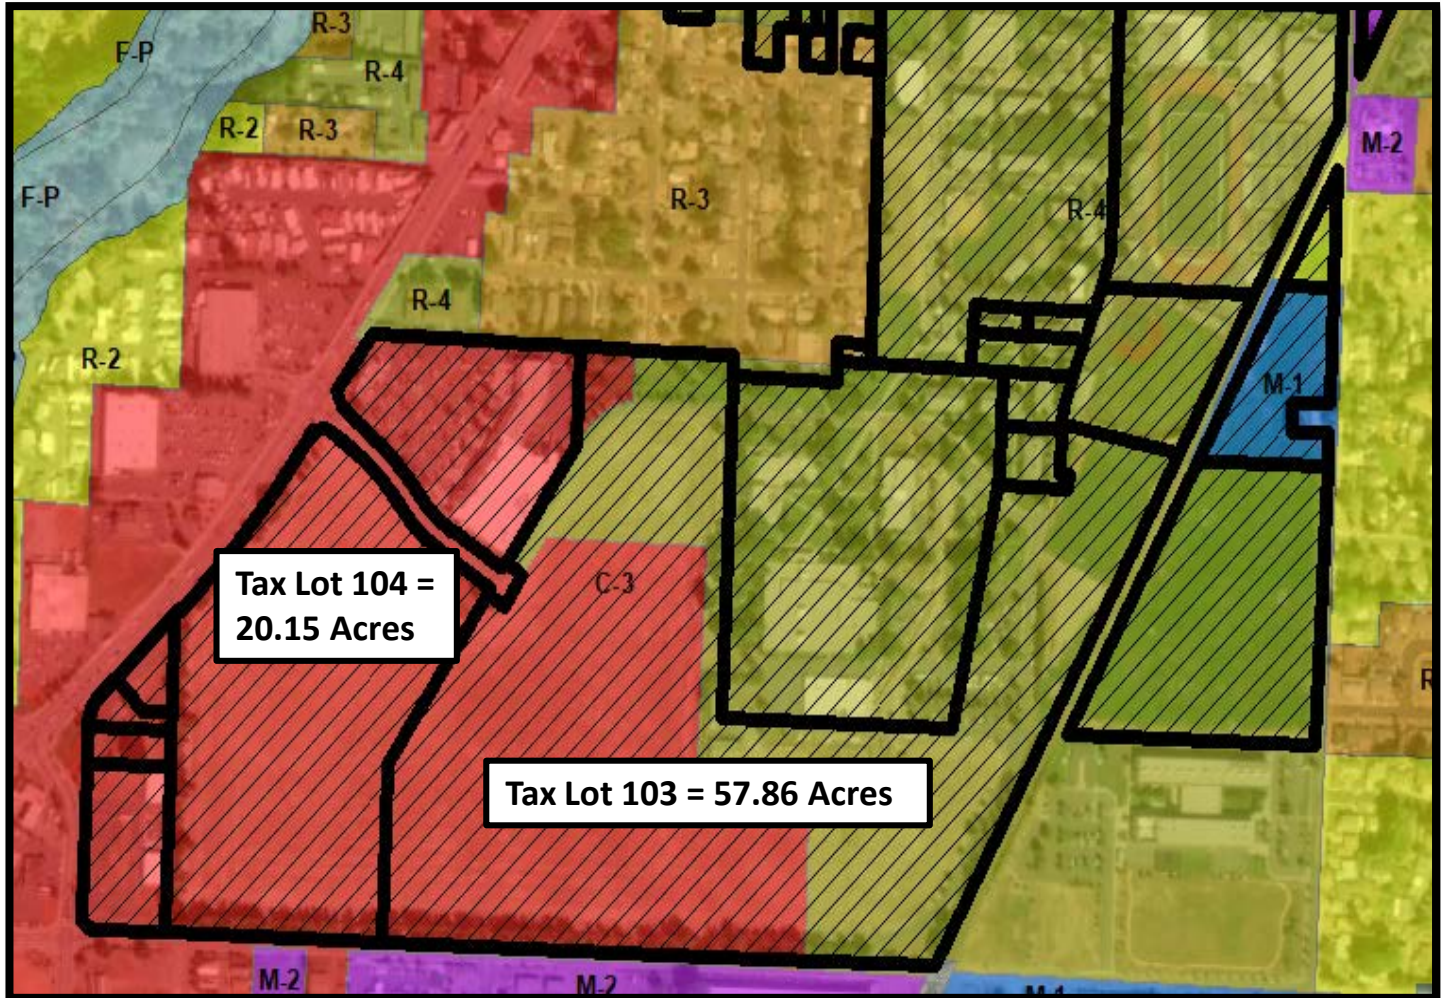 R-3
F-P
R-4
R-2
R-3
M-2
F-P
R-3
R-4
R-4
R-2
M-1
Tax Lot 104 =
20.15 Acres
C-3
R
Tax Lot 103 = 57.86 Acres
M-2
M-2
M-1